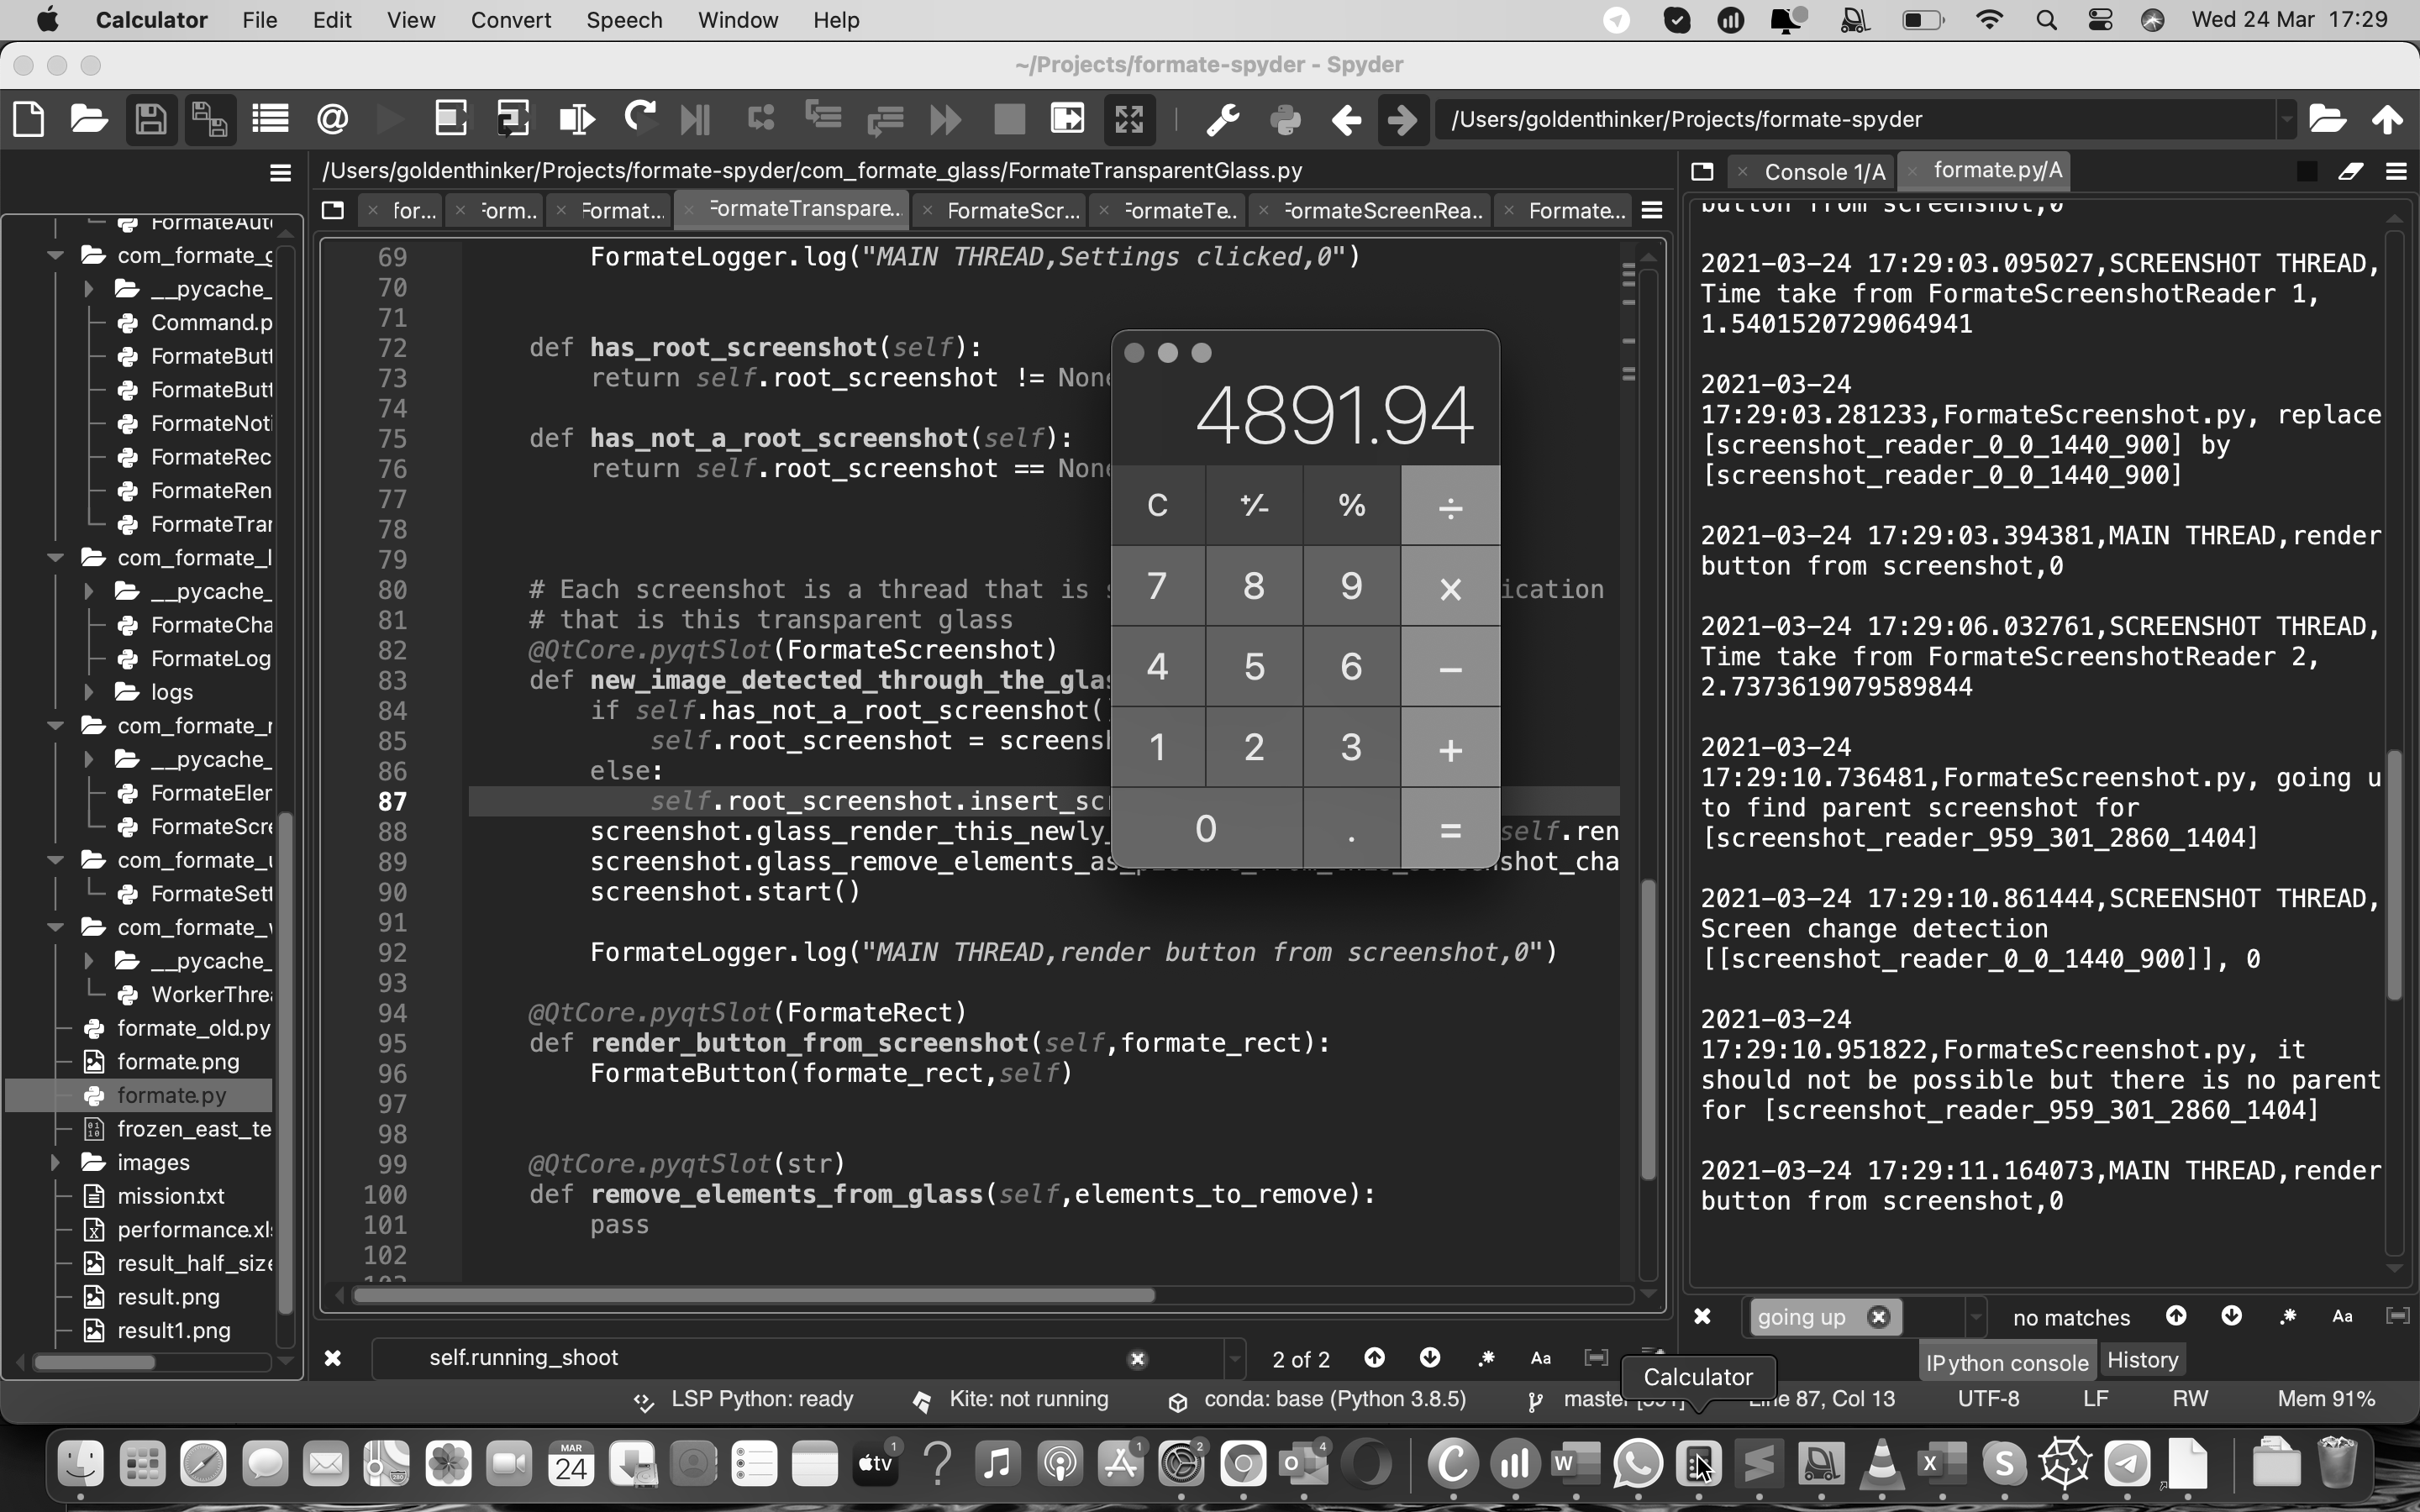 Calculator File Edit View Convert Speech Window Help Wed 24 Mar 17:29
~/Projects/formate-spyder - Spyder
/Users/goldenthinker/Projects/formate-spyder
/Users/goldenthinker/Projects/formate-spyder/com_formate_glass/FormateTransparentGlass.py
Console 1/A formate.py/A
for... Form... Format... FormateTranspare... FormateScr... FormateTe... FormateScreenRea... Formate...
FormateAut
com_formate_g
__pycache_
Command.p
FormateButt
FormateButt
FormateNoti
FormateRec
FormateRen
FormateTran
com_formate_l
__pycache_
FormateCha
FormateLog
logs
com_formate_r
__pycache_
FormateElem
FormateScre
com_formate_u
FormateSett
com_formate_w
__pycache_
WorkerThrea
formate_old.py
formate.png
formate.py
frozen_east_te
images
mission.txt
performance.xls
result_half_size
result.png
result1.png
69 FormateLogger.log("MAIN THREAD,Settings clicked,0")
70
71
72 def has_root_screenshot(self):
73 return self.root_screenshot != None
74
75 def has_not_a_root_screenshot(self):
76 return self.root_screenshot == None
77
78
79
80 # Each screenshot is a thread that is s ication
81 # that is this transparent glass
82 @QtCore.pyqtSlot(FormateScreenshot)
83 def new_image_detected_through_the_glas
84 if self.has_not_a_root_screenshot(
85 self.root_screenshot = screensh
86 else:
87 self.root_screenshot.insert_scr
88 screenshot.glass_render_this_newly_ self.ren
89 screenshot.glass_remove_elements_as_picture_from_this_screenshot_cha
90 screenshot.start()
91
92 FormateLogger.log("MAIN THREAD,render button from screenshot,0")
93
94 @QtCore.pyqtSlot(FormateRect)
95 def render_button_from_screenshot(self,formate_rect):
96 FormateButton(formate_rect,self)
97
98
99 @QtCore.pyqtSlot(str)
100 def remove_elements_from_glass(self,elements_to_remove):
101 pass
102
103
4891.94
C +/- % ÷
7 8 9 ×
4 5 6 −
1 2 3 +
0 . =
button from screenshot,0
2021-03-24 17:29:03.095027,SCREENSHOT THREAD,
Time take from FormateScreenshotReader 1,
1.5401520729064941
2021-03-24
17:29:03.281233,FormateScreenshot.py, replace
[screenshot_reader_0_0_1440_900] by
[screenshot_reader_0_0_1440_900]
2021-03-24 17:29:03.394381,MAIN THREAD,render
button from screenshot,0
2021-03-24 17:29:06.032761,SCREENSHOT THREAD,
Time take from FormateScreenshotReader 2,
2.7373619079589844
2021-03-24
17:29:10.736481,FormateScreenshot.py, going u
to find parent screenshot for
[screenshot_reader_959_301_2860_1404]
2021-03-24 17:29:10.861444,SCREENSHOT THREAD,
Screen change detection
[[screenshot_reader_0_0_1440_900]], 0
2021-03-24
17:29:10.951822,FormateScreenshot.py, it
should not be possible but there is no parent
for [screenshot_reader_959_301_2860_1404]
2021-03-24 17:29:11.164073,MAIN THREAD,render
button from screenshot,0
going up no matches Aa
self.running_shoot 2 of 2 Aa
IPython console History
Calculator
LSP Python: ready Kite: not running conda: base (Python 3.8.5) master Line 87, Col 13 UTF-8 LF RW Mem 91%
MAR
24
tv 1 1 2 4